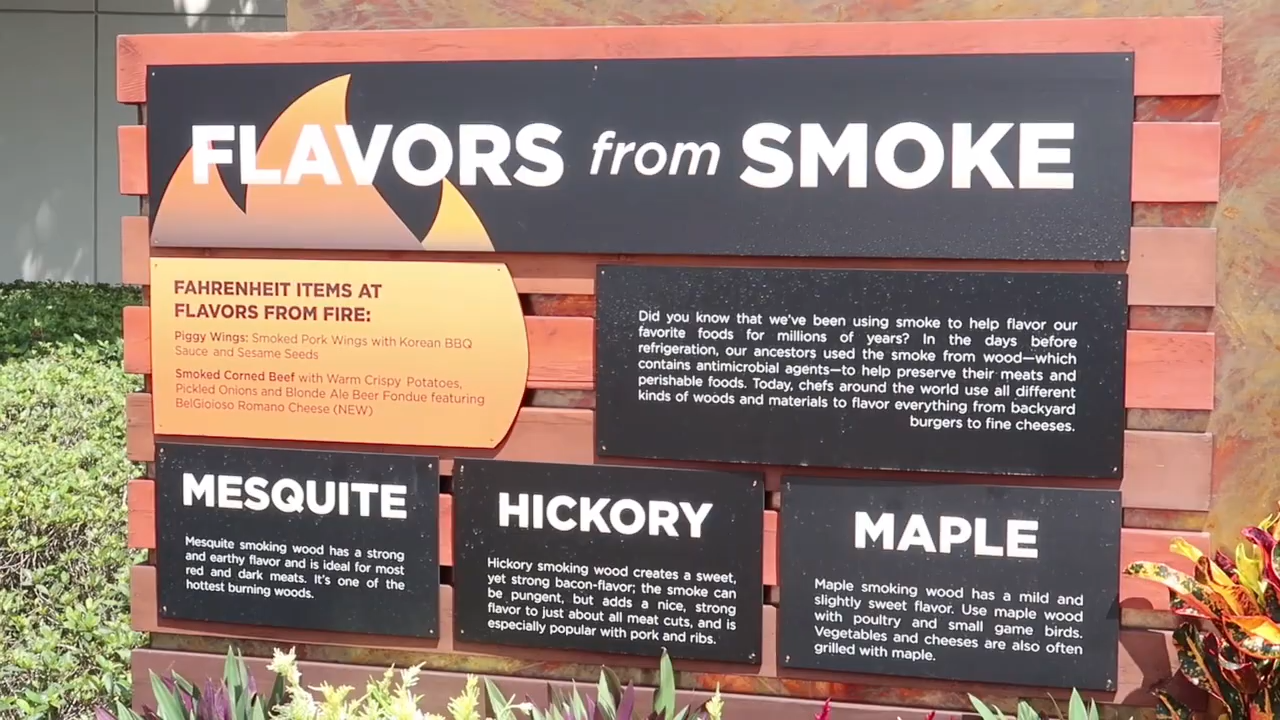 FLAVORS from SMOKE
FAHRENHEIT ITEMS AT
FLAVORS FROM FIRE:
Piggy Wings: Smoked Pork Wings with Korean BBQ
Sauce and Sesame Seeds
Smoked Corned Beef with Warm Crispy Potatoes,
Pickled Onions and Blonde Ale Beer Fondue featuring
BelGioioso Romano Cheese (NEW)
Did you know that we've been using smoke to help flavor our
favorite foods for millions of years? In the days before
refrigeration, our ancestors used the smoke from wood—which
contains antimicrobial agents—to help preserve their meats and
perishable foods. Today, chefs around the world use all different
kinds of woods and materials to flavor everything from backyard
burgers to fine cheeses.
MESQUITE
Mesquite smoking wood has a strong
and earthy flavor and is ideal for most
red and dark meats. It's one of the
hottest burning woods.
HICKORY
Hickory smoking wood creates a sweet,
yet strong bacon-flavor; the smoke can
be pungent, but adds a nice, strong
flavor to just about all meat cuts, and is
especially popular with pork and ribs.
MAPLE
Maple smoking wood has a mild and
slightly sweet flavor. Use maple wood
with poultry and small game birds.
Vegetables and cheeses are also often
grilled with maple.